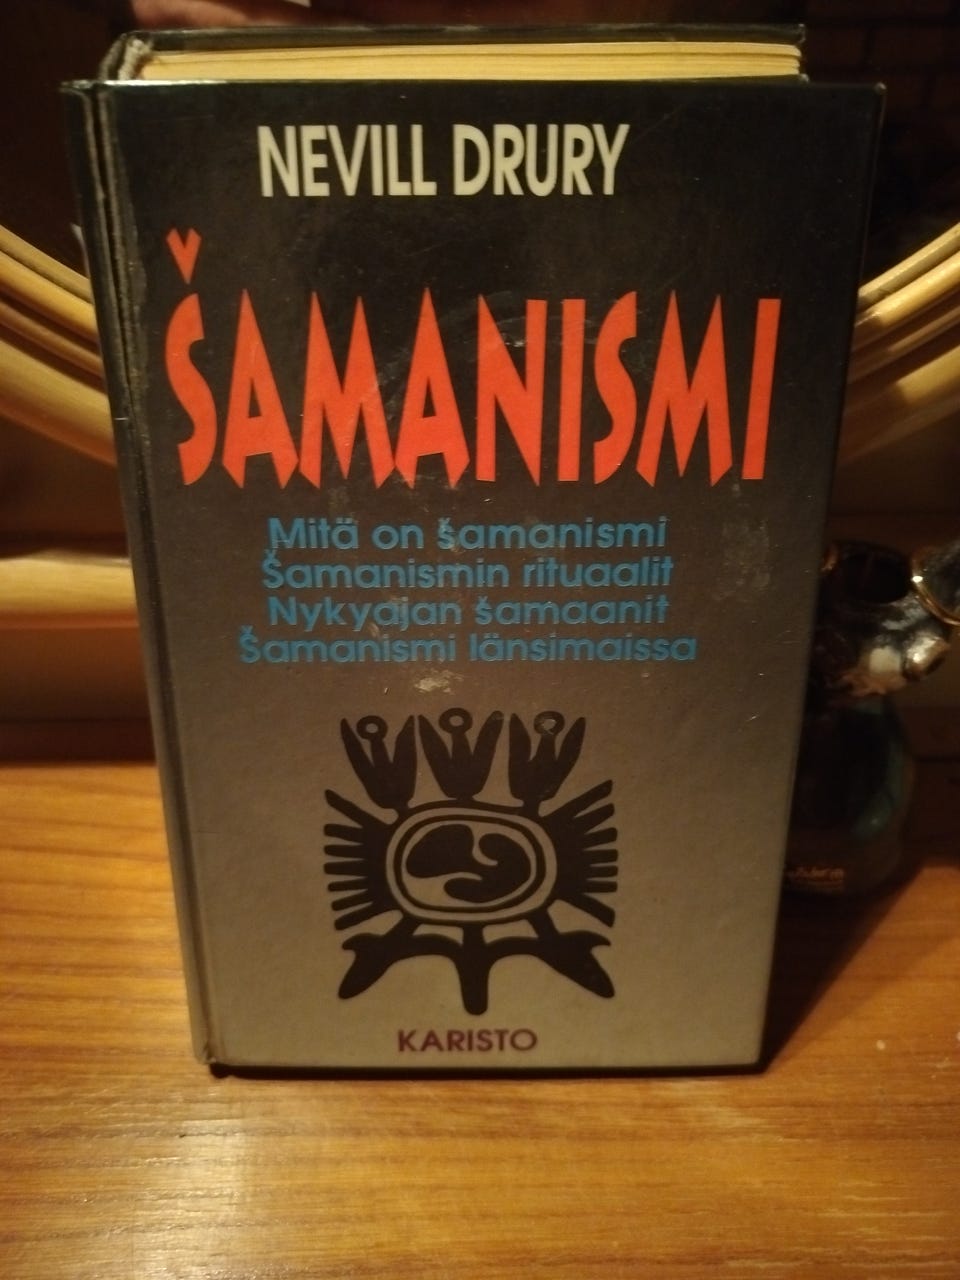 NEVILL DRURY
ŠAMANISMI
Mitä on šamanismi
Šamanismin rituaalit
Nykyajan šamaanit
Šamanismi länsimaissa
KARISTO